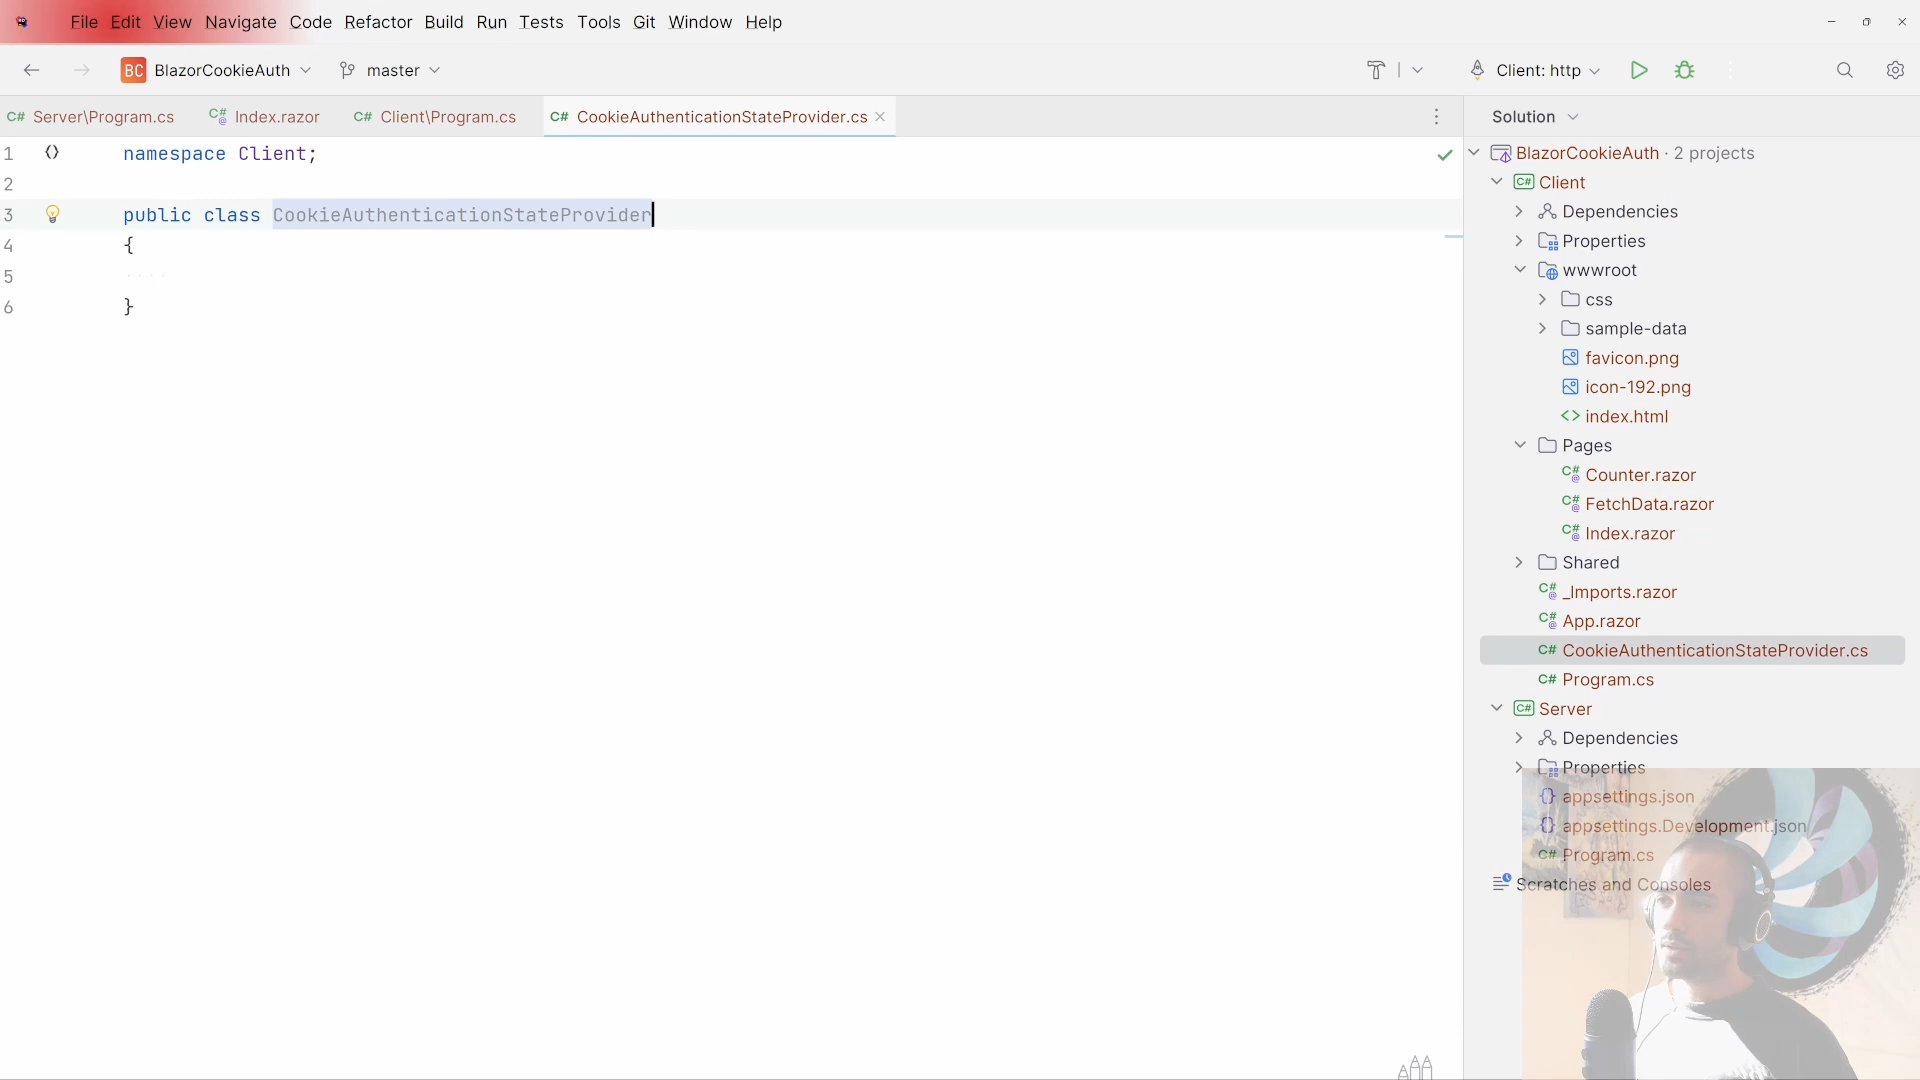 File Edit View Navigate Code Refactor Build Run Tests Tools Git Window Help
BC BlazorCookieAuth master Client: http
C# Server\Program.cs C# Index.razor C# Client\Program.cs C# CookieAuthenticationStateProvider.cs
1 namespace Client;
2
3 public class CookieAuthenticationStateProvider
4 {
5
6 }
Solution
BlazorCookieAuth · 2 projects
C# Client
Dependencies
Properties
wwwroot
css
sample-data
favicon.png
icon-192.png
<> index.html
Pages
C# Counter.razor
C# FetchData.razor
C# Index.razor
Shared
C# _Imports.razor
C# App.razor
C# CookieAuthenticationStateProvider.cs
C# Program.cs
C# Server
Dependencies
Properties
appsettings.json
appsettings.Development.json
C# Program.cs
Scratches and Consoles